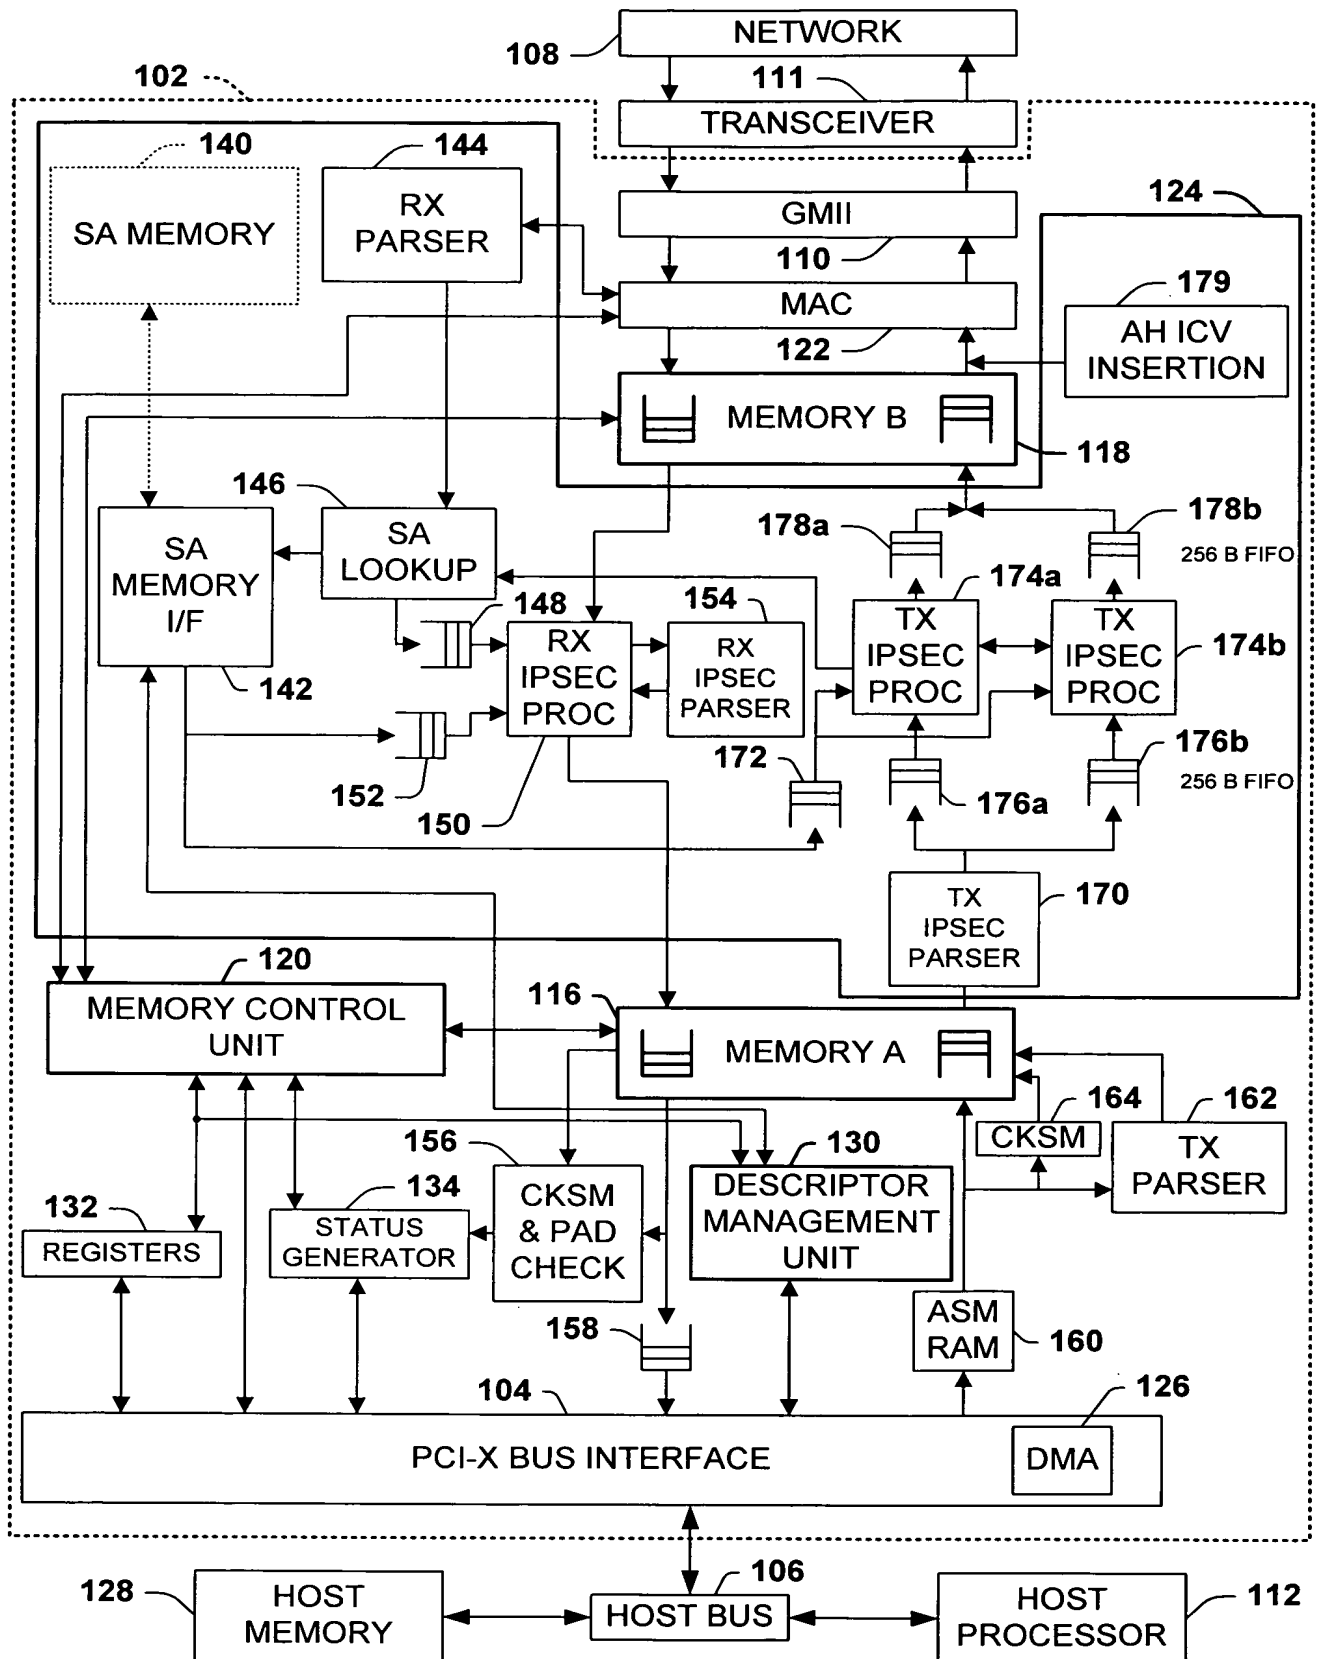 NETWORK
108
102
111
TRANSCEIVER
140
144
124
SA MEMORY
RX
PARSER
GMII
110
179
MAC
122
AH ICV
INSERTION
MEMORY B
118
146
178a
178b
256 B FIFO
SA
MEMORY
I/F
SA
LOOKUP
174a
148
154
TX
IPSEC
PROC
TX
IPSEC
PROC
174b
RX
IPSEC
PROC
RX
IPSEC
PARSER
142
172
176b
152
150
176a
256 B FIFO
TX
IPSEC
PARSER
170
120
116
MEMORY CONTROL
UNIT
MEMORY A
164
162
156
130
CKSM
TX
PARSER
132
134
CKSM
& PAD
CHECK
DESCRIPTOR
MANAGEMENT
UNIT
REGISTERS
STATUS
GENERATOR
158
ASM
RAM
160
104
126
PCI-X BUS INTERFACE
DMA
128
HOST
MEMORY
106
HOST BUS
HOST
PROCESSOR
112